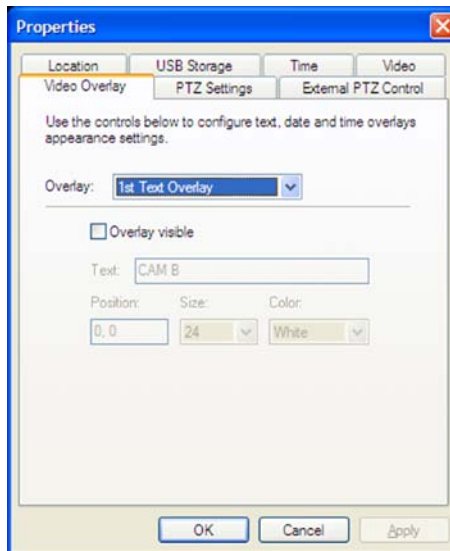 Properties
Location USB Storage Time Video
Video Overlay PTZ Settings External PTZ Control
Use the controls below to configure text, date and time overlays
appearance settings.
Overlay: 1st Text Overlay
Overlay visible
Text: CAM B
Position: Size: Color:
0, 0 24 White
OK Cancel Apply